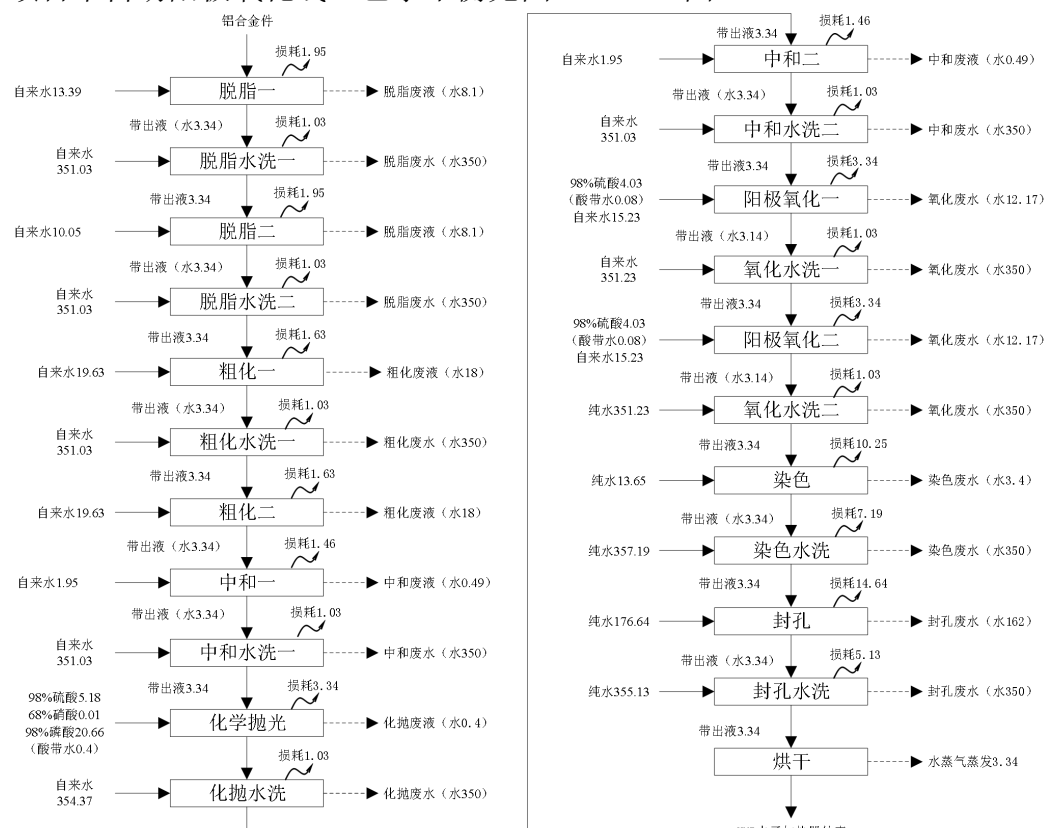 铝合金件
损耗1.95
自来水13.39
脱脂一
脱脂废液（水8.1）
带出液（水3.34）
损耗1.03
自来水
351.03
脱脂水洗一
脱脂废水（水350）
带出液3.34
损耗1.95
自来水10.05
脱脂二
脱脂废液（水8.1）
带出液（水3.34）
损耗1.03
自来水
351.03
脱脂水洗二
脱脂废水（水350）
带出液3.34
损耗1.63
自来水19.63
粗化一
粗化废液（水18）
带出液（水3.34）
损耗1.03
自来水
351.03
粗化水洗一
粗化废水（水350）
带出液3.34
损耗1.63
自来水19.63
粗化二
粗化废液（水18）
带出液（水3.34）
损耗1.46
自来水1.95
中和一
中和废液（水0.49）
带出液（水3.34）
损耗1.03
自来水
351.03
中和水洗一
中和废水（水350）
带出液3.34
损耗3.34
98%硫酸5.18
68%硝酸0.01
98%磷酸20.66
（酸带水0.4）
化学抛光
化抛废液（水0.4）
损耗1.03
自来水
354.37
化抛水洗
化抛废水（水350）
带出液3.34
损耗1.46
自来水1.95
中和二
中和废液（水0.49）
带出液（水3.34）
损耗1.03
自来水
351.03
中和水洗二
中和废水（水350）
带出液3.34
损耗3.34
98%硫酸4.03
（酸带水0.08）
自来水15.23
阳极氧化一
氧化废水（水12.17）
带出液（水3.14）
损耗1.03
自来水
351.23
氧化水洗一
氧化废水（水350）
带出液3.34
损耗3.34
98%硫酸4.03
（酸带水0.08）
自来水15.23
阳极氧化二
氧化废水（水12.17）
带出液（水3.14）
损耗1.03
纯水351.23
氧化水洗二
氧化废水（水350）
带出液3.34
损耗10.25
纯水13.65
染色
染色废水（水3.4）
带出液（水3.34）
损耗7.19
纯水357.19
染色水洗
染色废水（水350）
带出液3.34
损耗14.64
纯水176.64
封孔
封孔废水（水162）
带出液（水3.34）
损耗5.13
纯水355.13
封孔水洗
封孔废水（水350）
带出液3.34
烘干
水蒸气蒸发3.34